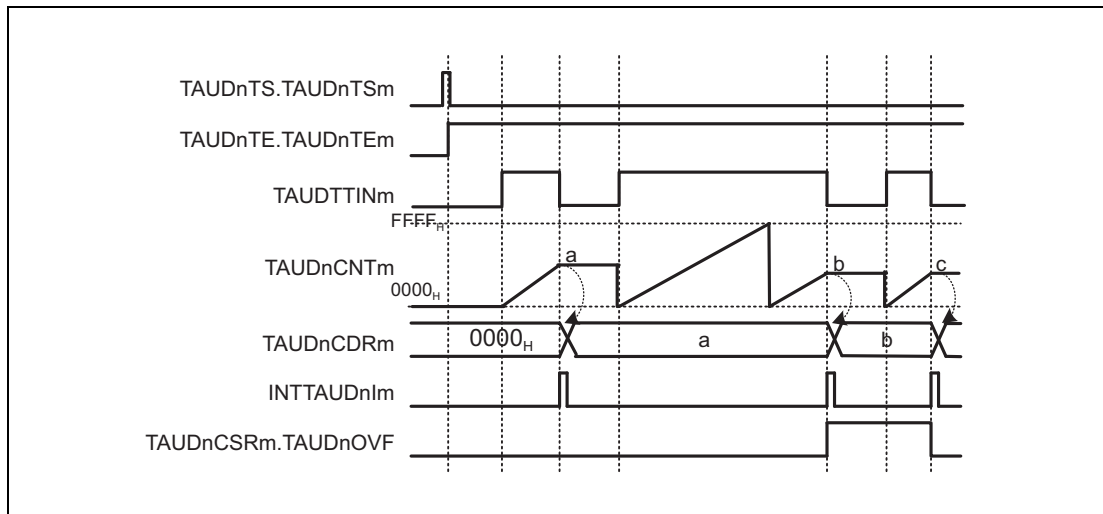 TAUDnTS.TAUDnTSm
TAUDnTE.TAUDnTEm
TAUDTTINm
FFFFH
TAUDnCNTm
a
b
c
0000H
TAUDnCDRm
0000H
a
b
INTTAUDnIm
TAUDnCSRm.TAUDnOVF